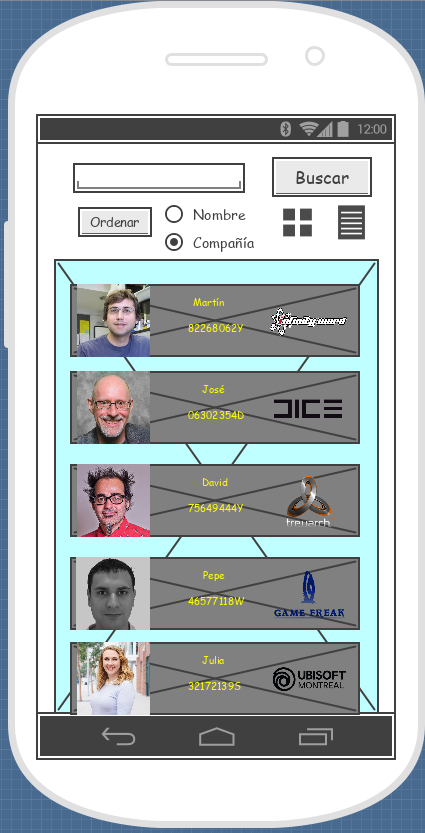 12:00
Buscar
Ordenar
Nombre
Compañía
Martín
82268062Y
infinityward
José
06302354D
DICE
David
75649444Y
treyarch
Pepe
46577118W
GAME FREAK
Julia
32172139S
UBISOFT
MONTREAL